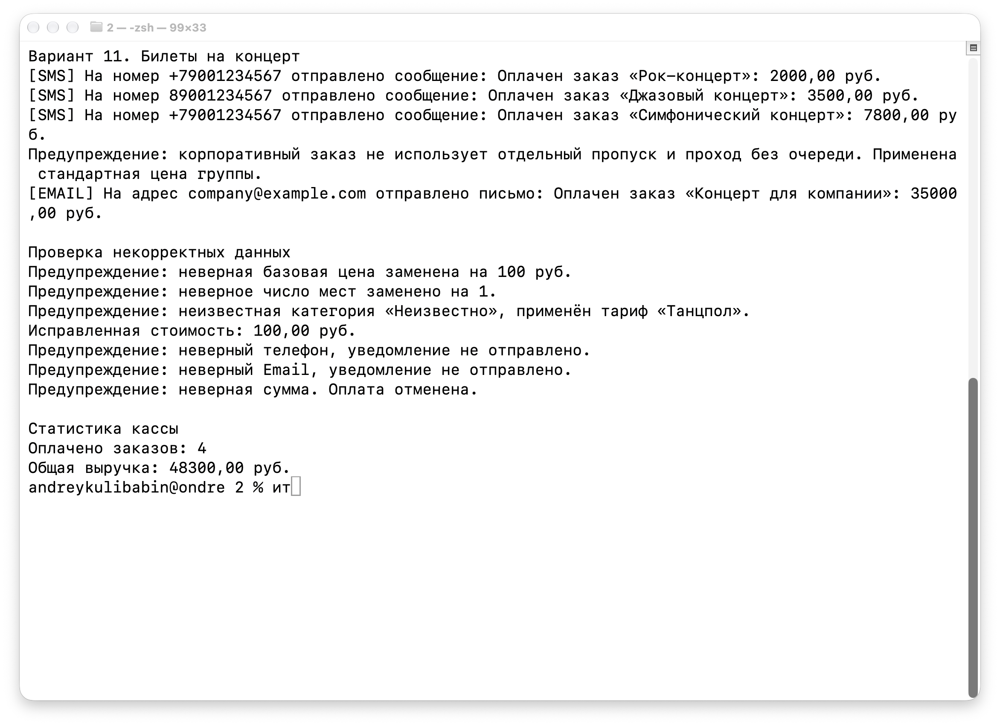 2 — -zsh — 99×33
Вариант 11. Билеты на концерт
[SMS] На номер +79001234567 отправлено сообщение: Оплачен заказ «Рок-концерт»: 2000,00 руб.
[SMS] На номер 89001234567 отправлено сообщение: Оплачен заказ «Джазовый концерт»: 3500,00 руб.
[SMS] На номер +79001234567 отправлено сообщение: Оплачен заказ «Симфонический концерт»: 7800,00 ру
б.
Предупреждение: корпоративный заказ не использует отдельный пропуск и проход без очереди. Применена
 стандартная цена группы.
[EMAIL] На адрес company@example.com отправлено письмо: Оплачен заказ «Концерт для компании»: 35000
,00 руб.
Проверка некорректных данных
Предупреждение: неверная базовая цена заменена на 100 руб.
Предупреждение: неверное число мест заменено на 1.
Предупреждение: неизвестная категория «Неизвестно», применён тариф «Танцпол».
Исправленная стоимость: 100,00 руб.
Предупреждение: неверный телефон, уведомление не отправлено.
Предупреждение: неверный Email, уведомление не отправлено.
Предупреждение: неверная сумма. Оплата отменена.
Статистика кассы
Оплачено заказов: 4
Общая выручка: 48300,00 руб.
andreykulibabin@ondre 2 % ит